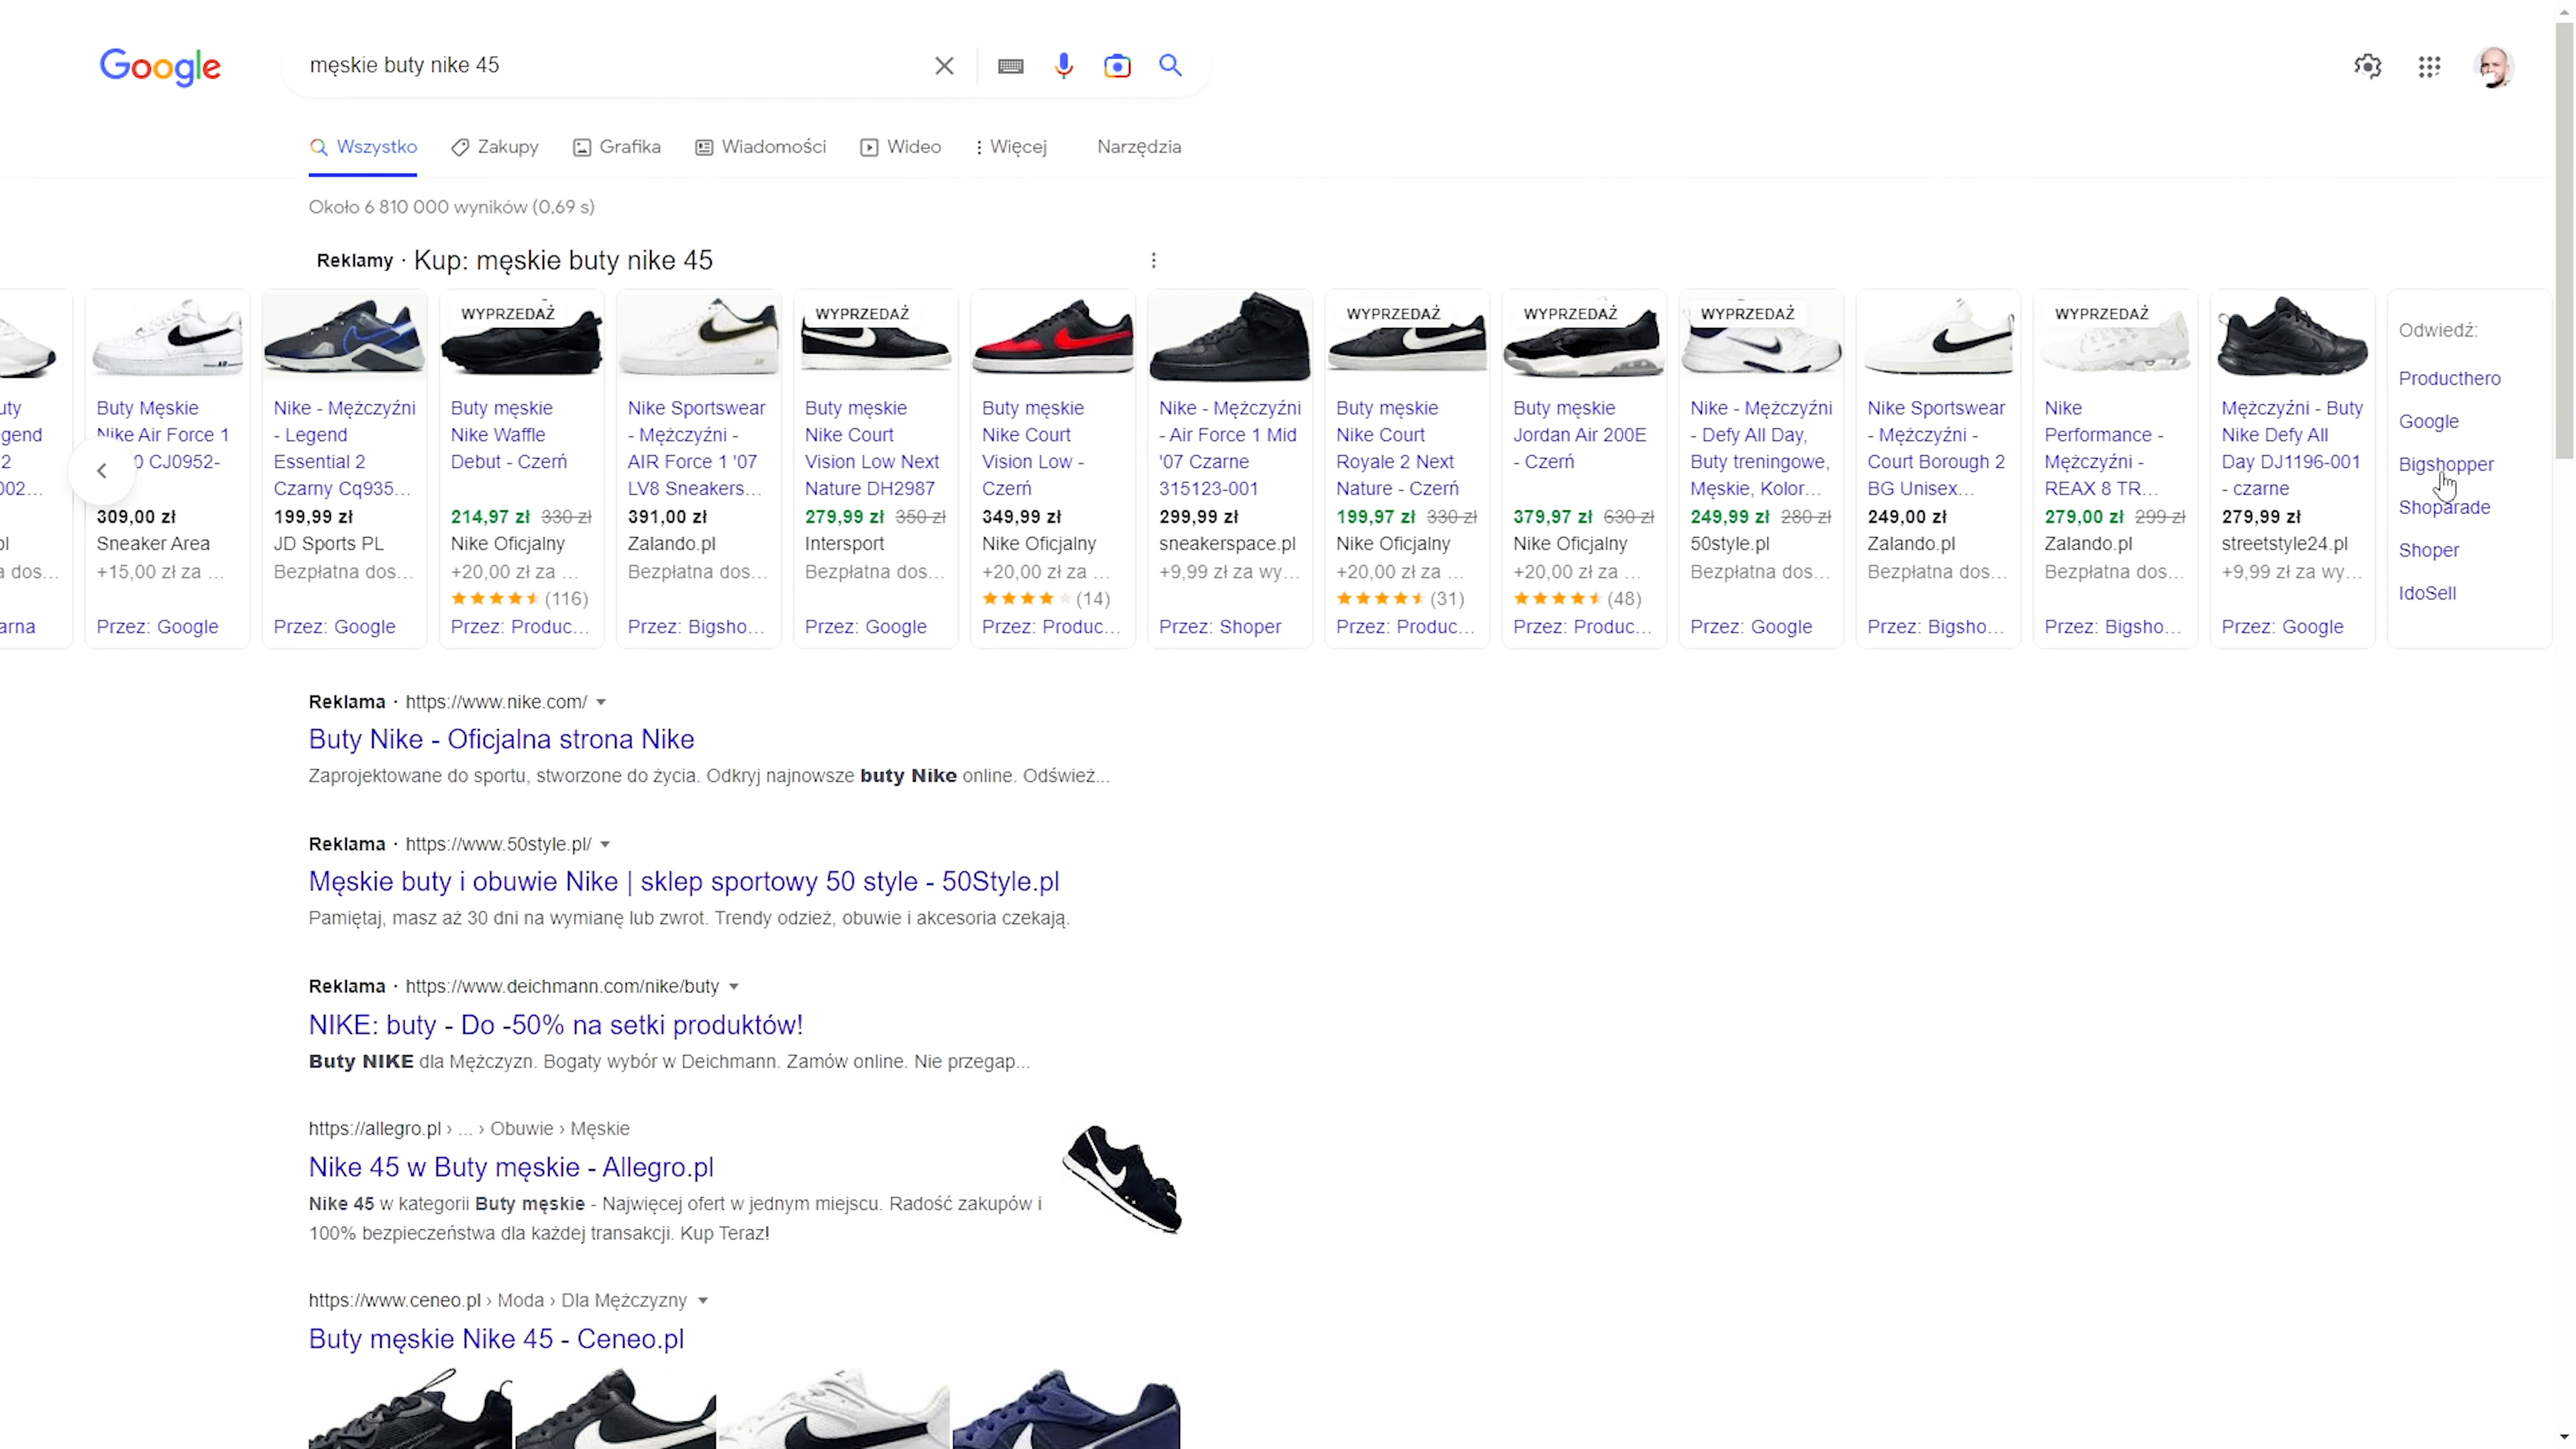 Google
męskie buty nike 45
Wszystko
Zakupy
Grafika
Wiadomości
Wideo
Więcej
Narzędzia
Około 6 810 000 wyników (0,69 s)
Reklamy · Kup: męskie buty nike 45
Buty Męskie
Nike Air Force 1
0 CJ0952-
309,00 zł
Sneaker Area
+15,00 zł za ...
Przez: Google
Nike - Mężczyźni
- Legend
Essential 2
Czarny Cq935...
199,99 zł
JD Sports PL
Bezpłatna dos...
Przez: Google
WYPRZEDAŻ
Buty męskie
Nike Waffle
Debut - Czerń
214,97 zł 330 zł
Nike Oficjalny
+20,00 zł za ...
(116)
Przez: Produc...
Nike Sportswear
- Mężczyźni -
AIR Force 1 '07
LV8 Sneakers...
391,00 zł
Zalando.pl
Bezpłatna dos...
Przez: Bigsho...
WYPRZEDAŻ
Buty męskie
Nike Court
Vision Low Next
Nature DH2987
279,99 zł 350 zł
Intersport
Bezpłatna dos...
Przez: Google
Buty męskie
Nike Court
Vision Low -
Czerń
349,99 zł
Nike Oficjalny
+20,00 zł za ...
(14)
Przez: Produc...
Nike - Mężczyźni
- Air Force 1 Mid
'07 Czarne
315123-001
299,99 zł
sneakerspace.pl
+9,99 zł za wy...
Przez: Shoper
WYPRZEDAŻ
Buty męskie
Nike Court
Royale 2 Next
Nature - Czerń
199,97 zł 330 zł
Nike Oficjalny
+20,00 zł za ...
(31)
Przez: Produc...
WYPRZEDAŻ
Buty męskie
Jordan Air 200E
- Czerń
379,97 zł 630 zł
Nike Oficjalny
+20,00 zł za ...
(48)
Przez: Produc...
WYPRZEDAŻ
Nike - Mężczyźni
- Defy All Day,
Buty treningowe,
Męskie, Kolor...
249,99 zł 280 zł
50style.pl
Bezpłatna dos...
Przez: Google
Nike Sportswear
- Mężczyźni -
Court Borough 2
BG Unisex...
249,00 zł
Zalando.pl
Bezpłatna dos...
Przez: Bigsho...
WYPRZEDAŻ
Nike
Performance -
Mężczyźni -
REAX 8 TR...
279,00 zł 299 zł
Zalando.pl
Bezpłatna dos...
Przez: Bigsho...
Mężczyźni - Buty
Nike Defy All
Day DJ1196-001
- czarne
279,99 zł
streetstyle24.pl
+9,99 zł za wy...
Przez: Google
Odwiedź:
Producthero
Google
Bigshopper
Shoparade
Shoper
IdoSell
Reklama · https://www.nike.com/
Buty Nike - Oficjalna strona Nike
Zaprojektowane do sportu, stworzone do życia. Odkryj najnowsze buty Nike online. Odśwież...
Reklama · https://www.50style.pl/
Męskie buty i obuwie Nike | sklep sportowy 50 style - 50Style.pl
Pamiętaj, masz aż 30 dni na wymianę lub zwrot. Trendy odzież, obuwie i akcesoria czekają.
Reklama · https://www.deichmann.com/nike/buty
NIKE: buty - Do -50% na setki produktów!
Buty NIKE dla Mężczyzn. Bogaty wybór w Deichmann. Zamów online. Nie przegap...
https://allegro.pl › ... › Obuwie › Męskie
Nike 45 w Buty męskie - Allegro.pl
Nike 45 w kategorii Buty męskie - Najwięcej ofert w jednym miejscu. Radość zakupów i
100% bezpieczeństwa dla każdej transakcji. Kup Teraz!
https://www.ceneo.pl › Moda › Dla Mężczyzny
Buty męskie Nike 45 - Ceneo.pl